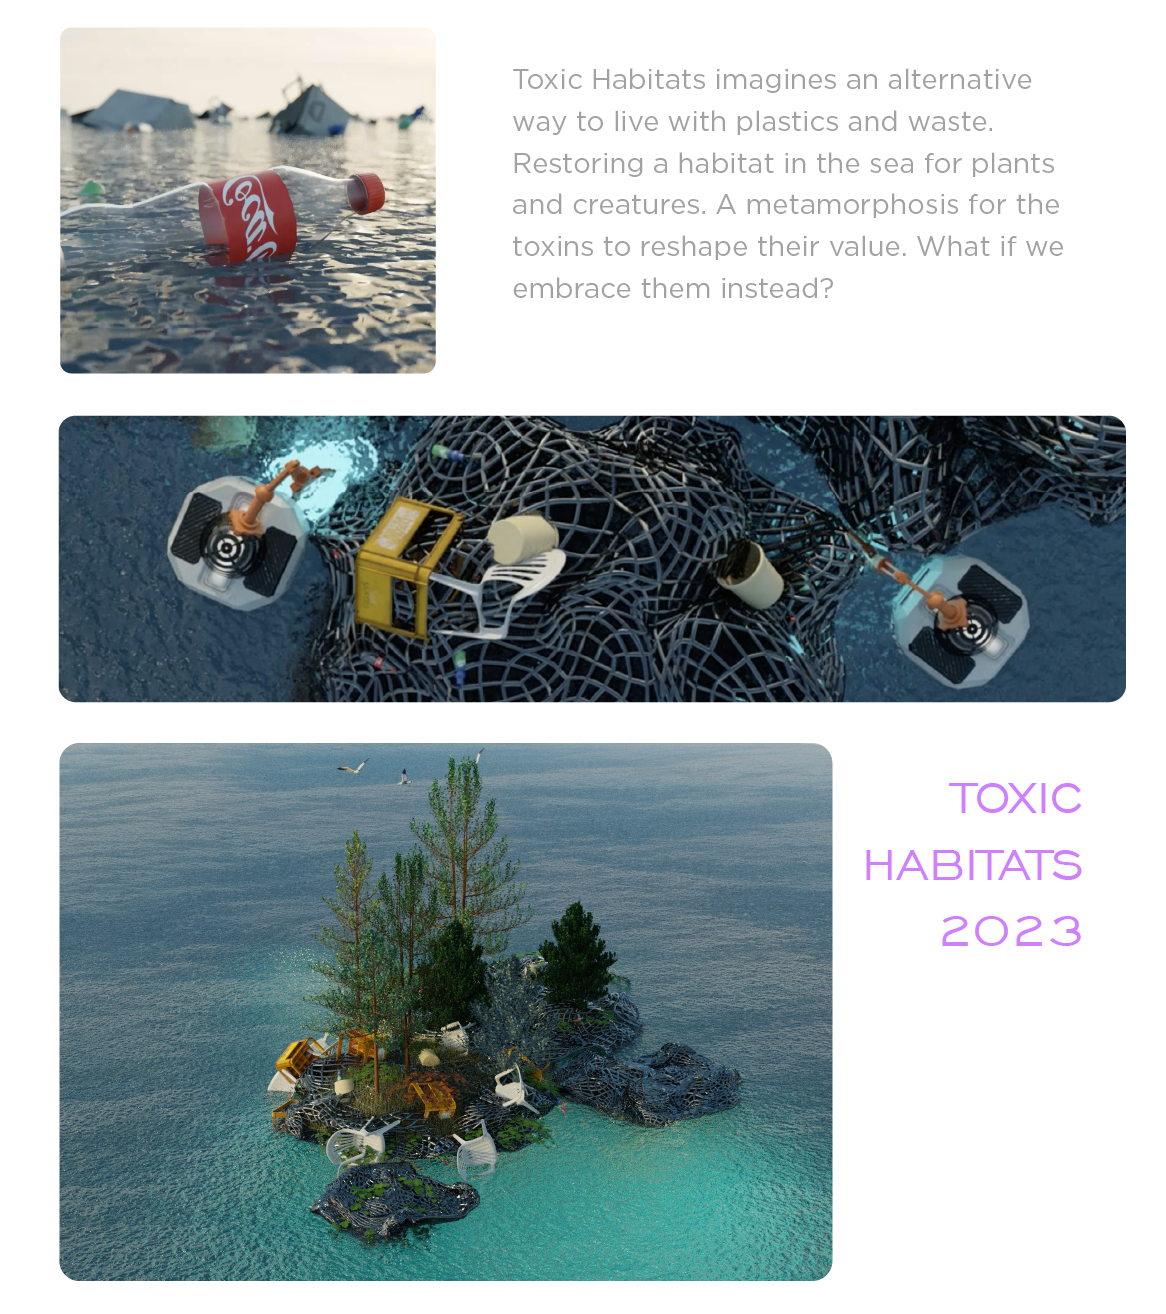 Toxic Habitats imagines an alternative
way to live with plastics and waste.
Restoring a habitat in the sea for plants
and creatures. A metamorphosis for the
toxins to reshape their value. What if we
embrace them instead?
Coca
TOXIC
HABITATS
2023